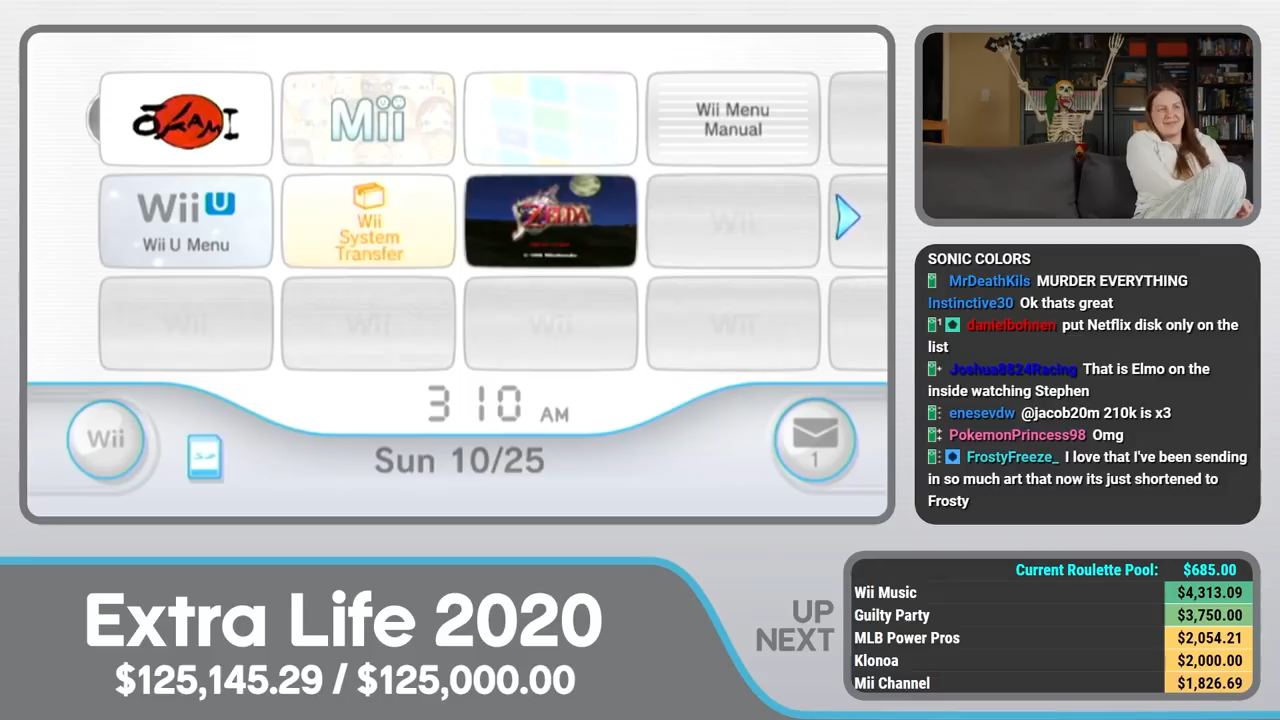 ŌKAMI
Mii
Wii Menu
Manual
Wii U
Wii U Menu
Wii
System
Transfer
ZELDA
Wii
Wii
Wii
Wii
Wii
3 10 AM
Wii
Sun 10/25
1
SONIC COLORS
MrDeathKils MURDER EVERYTHING
Instinctive30 Ok thats great
danielbohnen put Netflix disk only on the
list
Joshua8824Racing That is Elmo on the
inside watching Stephen
enesevdw @jacob20m 210k is x3
PokemonPrincess98 Omg
FrostyFreeze_ I love that I've been sending
in so much art that now its just shortened to
Frosty
Extra Life 2020
$125,145.29 / $125,000.00
UP
NEXT
Current Roulette Pool: $685.00
Wii Music $4,313.09
Guilty Party $3,750.00
MLB Power Pros $2,054.21
Klonoa $2,000.00
Mii Channel $1,826.69